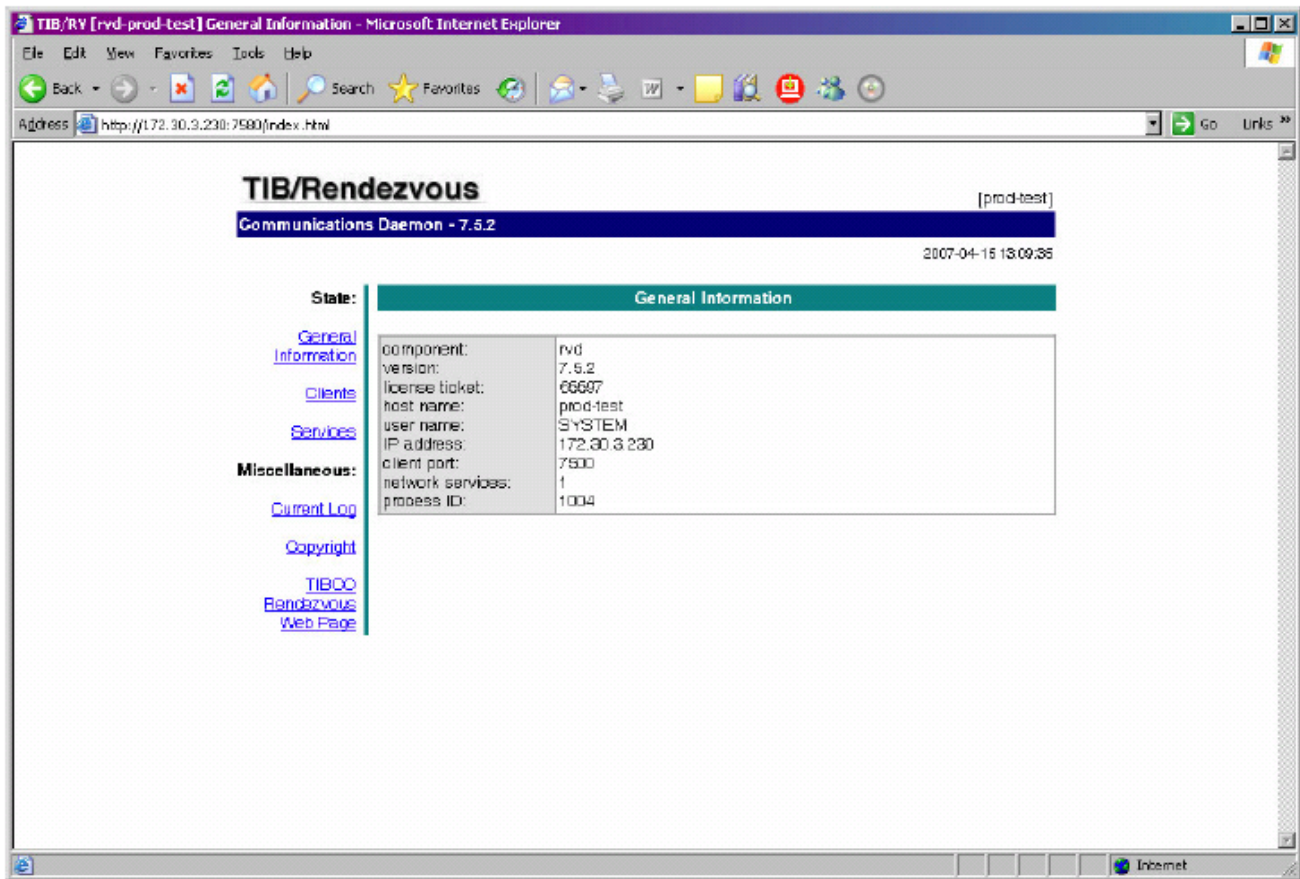 TIB/RV [rvd-prod-test] General Information - Microsoft Internet Explorer
File Edit View Favorites Tools Help
Back Search Favorites
Address http://172.30.3.230:7580/index.html Go Links »
TIB/Rendezvous
[prod-test]
Communications Daemon - 7.5.2
2007-04-15 13:09:35
State:
General Information
General
Information
Clients
Services
Miscellaneous:
Current Log
Copyright
TIBCO
Rendezvous
Web Page
component: rvd
version: 7.5.2
license ticket:
host name: prod-test
user name: SYSTEM
IP address: 172.30.3.230
client port: 7500
network services: 1
process ID: 1004
Internet